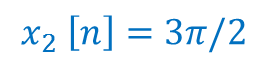 x₂ [n] = 3π/2